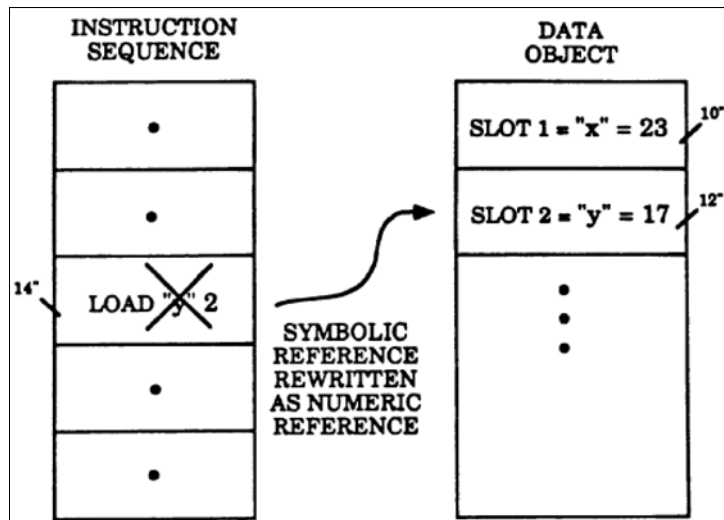 INSTRUCTION
SEQUENCE
DATA
OBJECT
SLOT 1 = "x" = 23
10"
SLOT 2 = "y" = 17
12"
14"
LOAD "y" 2
SYMBOLIC
REFERENCE
REWRITTEN
AS NUMERIC
REFERENCE